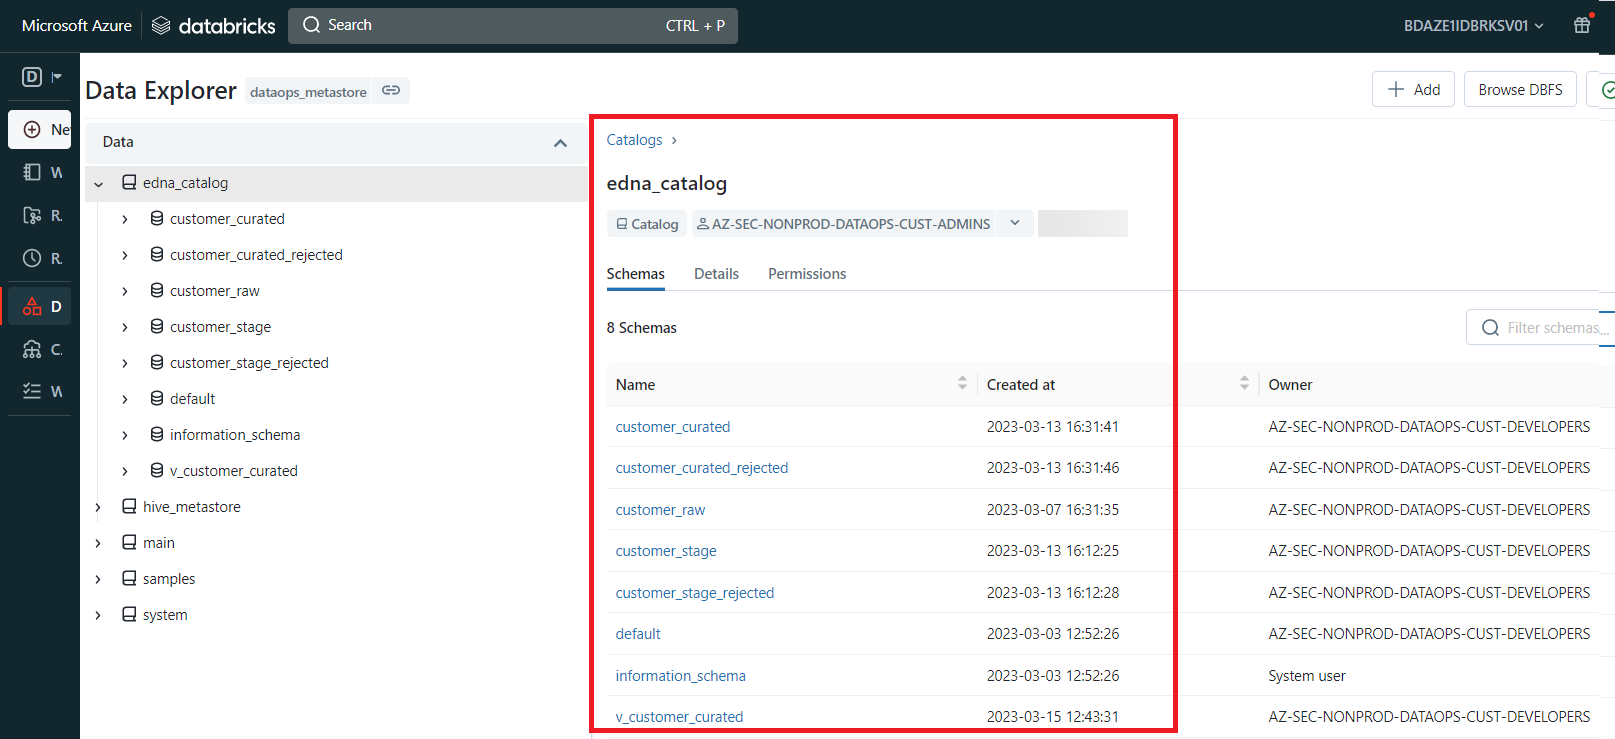 Microsoft Azure databricks Search CTRL + P BDAZE1IDBRKSV01
D
Data Explorer dataops_metastore + Add Browse DBFS
Ne
Data
Catalogs >
W
edna_catalog
edna_catalog
R.
customer_curated
Catalog AZ-SEC-NONPROD-DATAOPS-CUST-ADMINS
R.
customer_curated_rejected
Schemas Details Permissions
customer_raw
D
customer_stage
8 Schemas Filter schemas...
C.
customer_stage_rejected
Name Created at Owner
W
default
customer_curated 2023-03-13 16:31:41 AZ-SEC-NONPROD-DATAOPS-CUST-DEVELOPERS
information_schema
customer_curated_rejected 2023-03-13 16:31:46 AZ-SEC-NONPROD-DATAOPS-CUST-DEVELOPERS
v_customer_curated
customer_raw 2023-03-07 16:31:35 AZ-SEC-NONPROD-DATAOPS-CUST-DEVELOPERS
hive_metastore
customer_stage 2023-03-13 16:12:25 AZ-SEC-NONPROD-DATAOPS-CUST-DEVELOPERS
main
customer_stage_rejected 2023-03-13 16:12:28 AZ-SEC-NONPROD-DATAOPS-CUST-DEVELOPERS
samples
default 2023-03-03 12:52:26 AZ-SEC-NONPROD-DATAOPS-CUST-DEVELOPERS
system
information_schema 2023-03-03 12:52:26 System user
v_customer_curated 2023-03-15 12:43:31 AZ-SEC-NONPROD-DATAOPS-CUST-DEVELOPERS